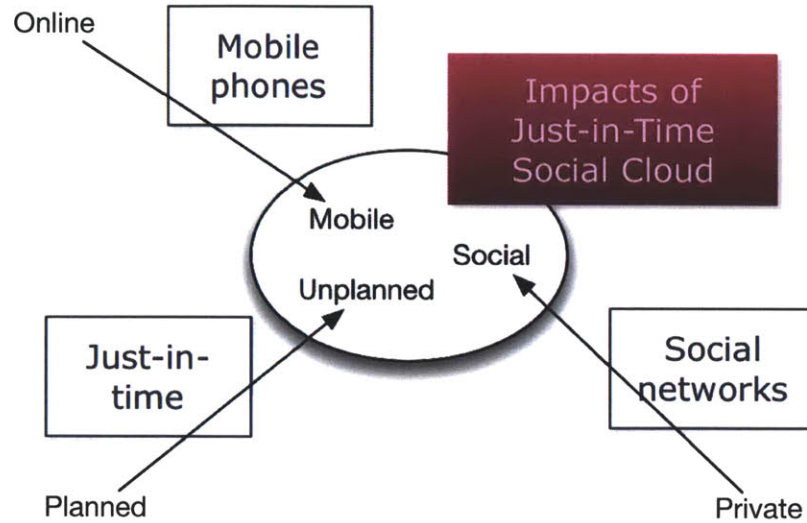 Online
Mobile
phones
Impacts of
Just-in-Time
Social Cloud
Mobile
Social
Unplanned
Just-in-
time
Social
networks
Planned
Private